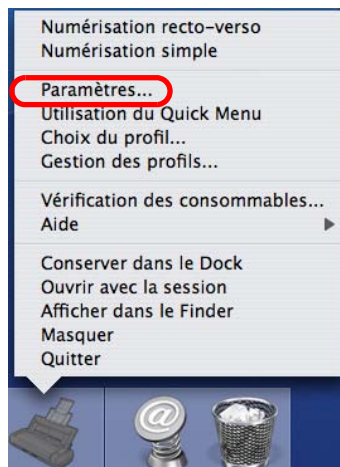 Numérisation recto-verso
Numérisation simple
Paramètres...
Utilisation du Quick Menu
Choix du profil...
Gestion des profils...
Vérification des consommables...
Aide
Conserver dans le Dock
Ouvrir avec la session
Afficher dans le Finder
Masquer
Quitter
@